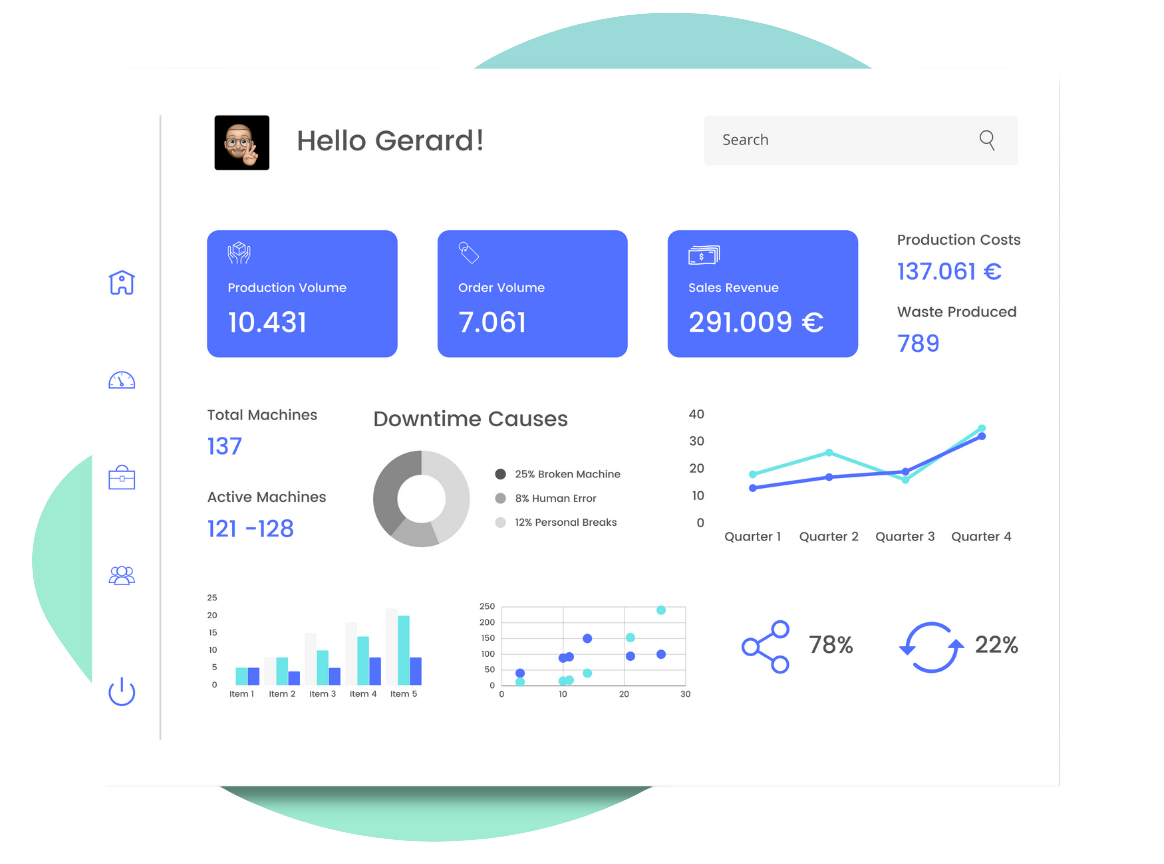 Hello Gerard!
Search
Production Volume
10.431
Order Volume
7.061
$
Sales Revenue
291.009 €
Production Costs
137.061 €
Waste Produced
789
Total Machines
137
Active Machines
121 -128
Downtime Causes
25% Broken Machine
8% Human Error
12% Personal Breaks
40
30
20
10
0
Quarter 1 Quarter 2 Quarter 3 Quarter 4
25
20
15
10
5
0
Item 1 Item 2 Item 3 Item 4 Item 5
250
200
150
100
50
0
0 10 20 30
78%
22%